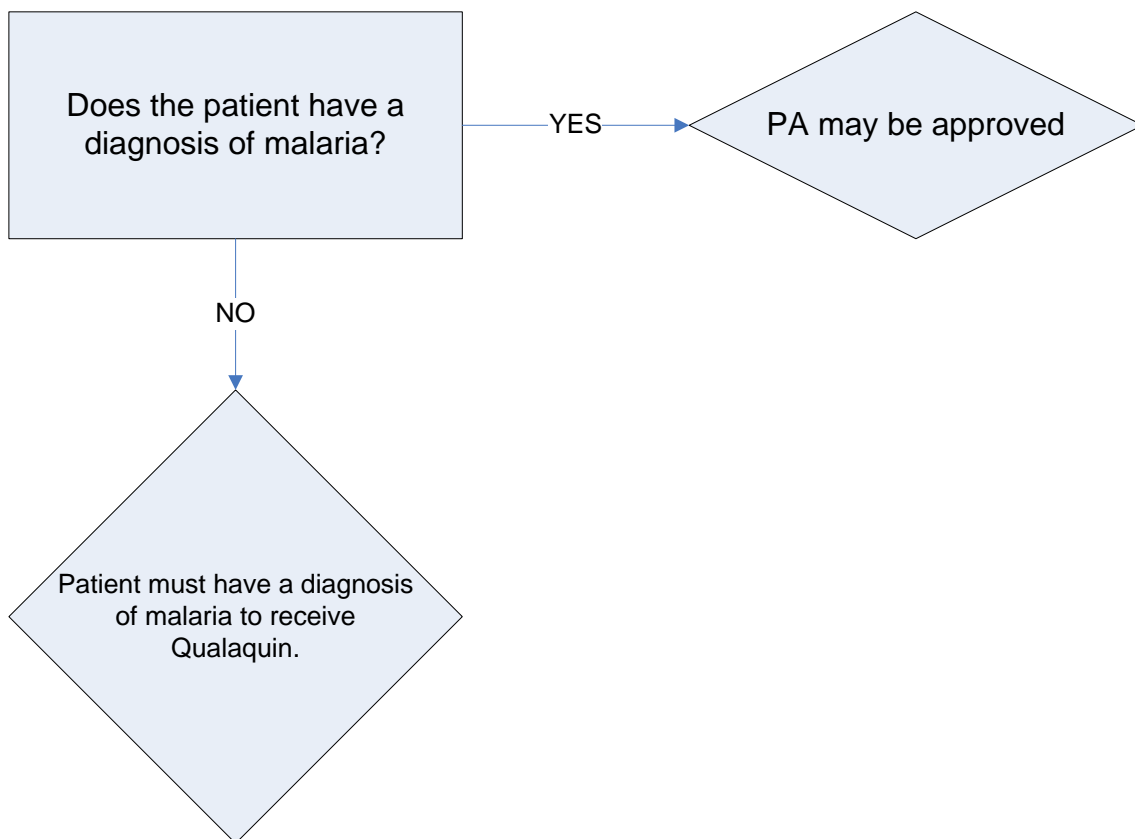 Does the patient have a
diagnosis of malaria?
YES
PA may be approved
NO
Patient must have a diagnosis
of malaria to receive
Qualaquin.